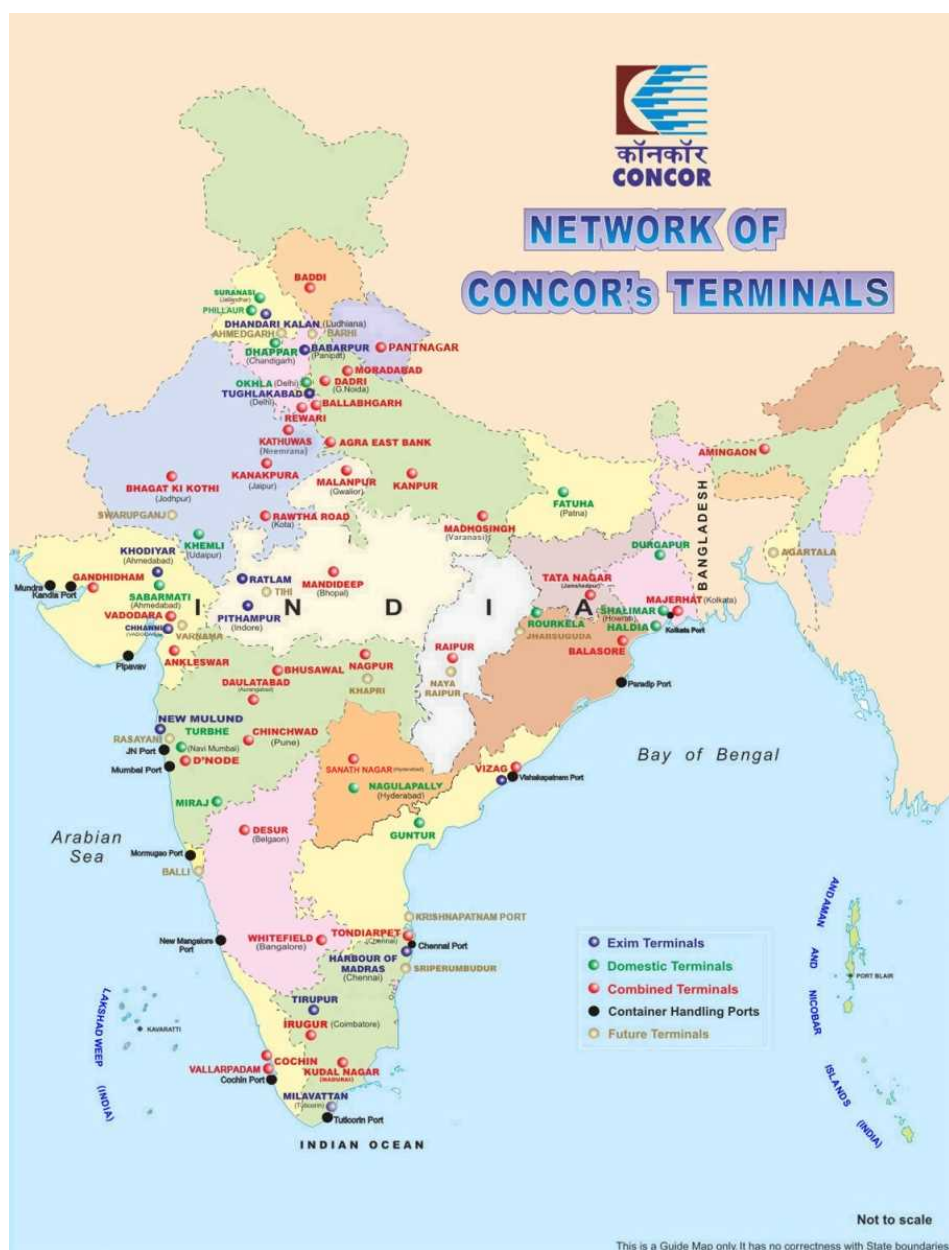 कॉनकॉर
CONCOR
NETWORK OF
CONCOR's TERMINALS
BADDI
SURANASI
(Jalandhar)
PHILLAUR
DHANDARI KALAN (Ludhiana)
AHMEDGARH
BARHI
DHAPPAR
(Chandigarh)
BABARPUR
(Panipat)
PANTNAGAR
MORADABAD
OKHLA (Delhi)
DADRI
(G.Noida)
TUGHLAKABAD
(Delhi)
BALLABHGARH
REWARI
KATHUWAS
(Neemrana)
AGRA EAST BANK
AMINGAON
KANAKPURA
(Jaipur)
MALANPUR
(Gwalior)
KANPUR
BHAGAT KI KOTHI
(Jodhpur)
FATUHA
(Patna)
BANGLADESH
SWARUPGANJ
RAWTHA ROAD
(Kota)
MADHOSINGH
(Varanasi)
KHEMLI
(Udaipur)
DURGAPUR
AGARTALA
KHODIYAR
(Ahmedabad)
GANDHIDHAM
RATLAM
MANDIDEEP
(Bhopal)
TATA NAGAR
(Jamshedpur)
Mundra
Kandla Port
SABARMATI
(Ahmedabad)
TIHI
MAJERHAT (Kolkata)
VADODARA
INDIA
PITHAMPUR
(Indore)
SHALIMAR
(Howrah)
CHHANNI
(VADODARA)
VARNAMA
ROURKELA
HALDIA
Kolkata Port
JHARSUGUDA
BALASORE
Pipavav
ANKLESWAR
BHUSAWAL
NAGPUR
RAIPUR
DAULATABAD
(Aurangabad)
KHAPRI
NAYA
RAIPUR
Paradip Port
NEW MULUND
TURBHE
(Navi Mumbai)
RASAYANI
JN Port
CHINCHWAD
(Pune)
Mumbai Port
D'NODE
SANATH NAGAR (Hyderabad)
VIZAG
Vishakapatnam Port
Bay of Bengal
NAGULAPALLY
(Hyderabad)
MIRAJ
GUNTUR
DESUR
(Belgaon)
Arabian
Sea
Mormugao Port
BALLI
KRISHNAPATNAM PORT
New Mangalore
Port
WHITEFIELD
(Bangalore)
TONDIARPET
(Chennai)
Chennai Port
HARBOUR OF
MADRAS
(Chennai)
SRIPERUMBUDUR
TIRUPUR
IRUGUR (Coimbatore)
COCHIN
VALLARPADAM
Cochin Port
KUDAL NAGAR
(MADURAI)
MILAVATTAN
(Tuticorin)
Tuticorin Port
INDIAN OCEAN
LAKSHADWEEP (INDIA)
KAVARATTI
Exim Terminals
Domestic Terminals
Combined Terminals
Container Handling Ports
Future Terminals
ANDAMAN AND NICOBAR ISLANDS (INDIA)
PORT BLAIR
Not to scale
This is a Guide Map only. It has no correctness with State boundaries